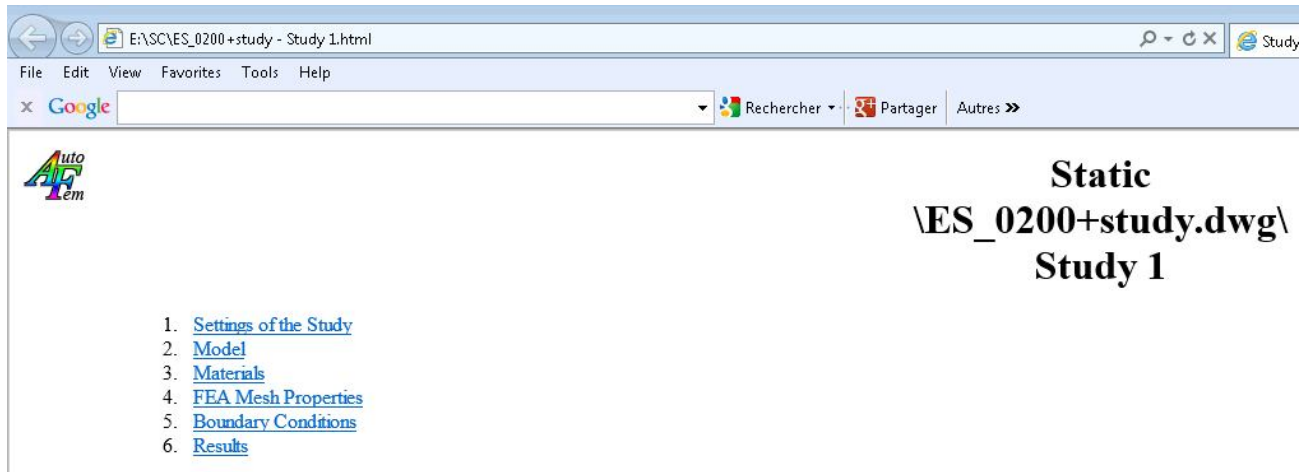 E:\SC\ES_0200+study - Study 1.html
Study
File Edit View Favorites Tools Help
x Google
Rechercher
Partager
Autres »
Auto
Fem
Static
\ES_0200+study.dwg\
Study 1
1. Settings of the Study
2. Model
3. Materials
4. FEA Mesh Properties
5. Boundary Conditions
6. Results